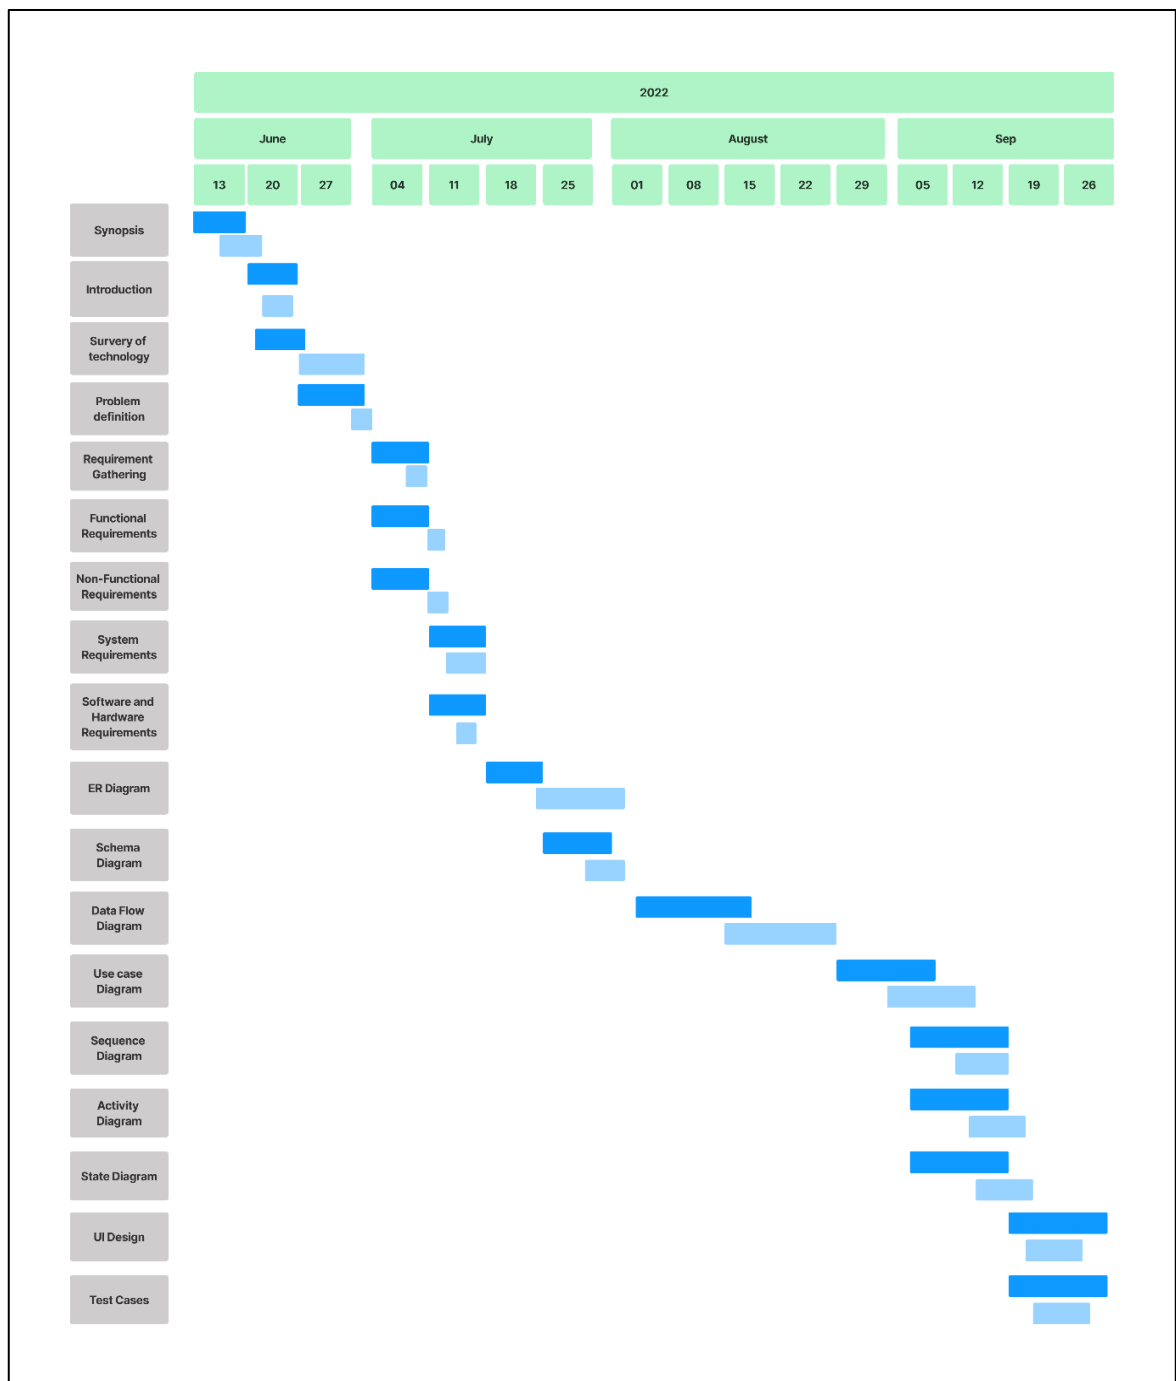 2022
June July August Sep
13 20 27 04 11 18 25 01 08 15 22 29 05 12 19 26
Synopsis
Introduction
Survery of
technology
Problem
definition
Requirement
Gathering
Functional
Requirements
Non-Functional
Requirements
System
Requirements
Software and
Hardware
Requirements
ER Diagram
Schema
Diagram
Data Flow
Diagram
Use case
Diagram
Sequence
Diagram
Activity
Diagram
State Diagram
UI Design
Test Cases